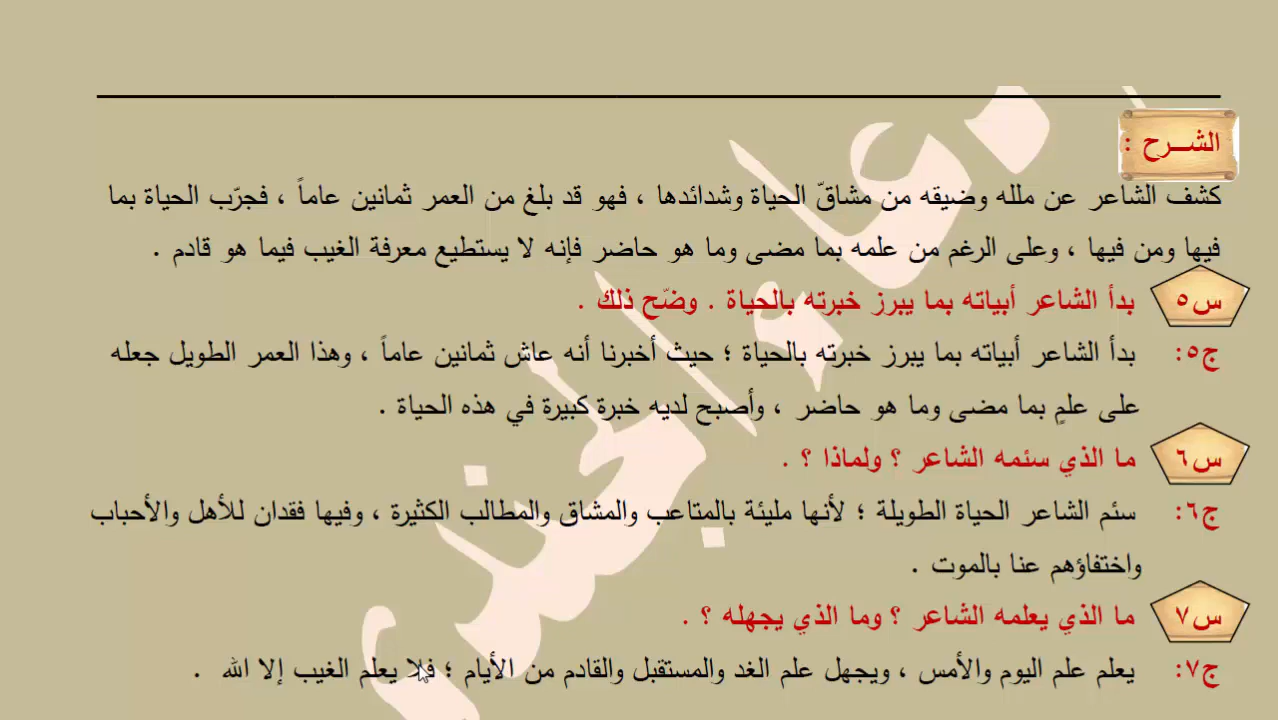 الشـــرح :
كشف الشاعر عن ملله وضيقه من مشاقّ الحياة وشدائدها ، فهو قد بلغ من العمر ثمانين عاماً ، فجرّب الحياة بما
فيها ومن فيها ، وعلى الرغم من علمه بما مضى وما هو حاضر فإنه لا يستطيع معرفة الغيب فيما هو قادم .
س٥ بدأ الشاعر أبياته بما يبرز خبرته بالحياة . وضّح ذلك .
ج٥: بدأ الشاعر أبياته بما يبرز خبرته بالحياة ؛ حيث أخبرنا أنه عاش ثمانين عاماً ، وهذا العمر الطويل جعله
على علمٍ بما مضى وما هو حاضر ، وأصبح لديه خبرة كبيرة في هذه الحياة .
س٦ ما الذي سئمه الشاعر ؟ ولماذا ؟ .
ج٦: سئم الشاعر الحياة الطويلة ؛ لأنها مليئة بالمتاعب والمشاق والمطالب الكثيرة ، وفيها فقدان للأهل والأحباب
واختفاؤهم عنا بالموت .
س٧ ما الذي يعلمه الشاعر ؟ وما الذي يجهله ؟ .
ج٧: يعلم علم اليوم والأمس ، ويجهل علم الغد والمستقبل والقادم من الأيام ؛ فلا يعلم الغيب إلا الله .